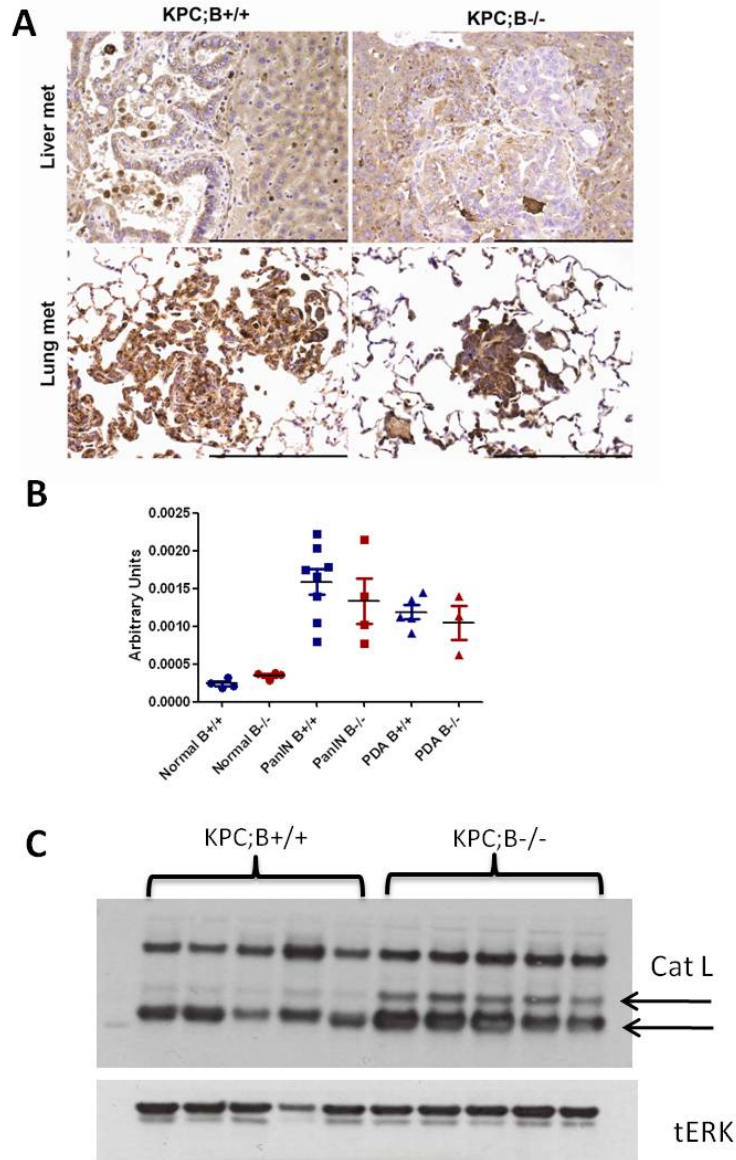 A
KPC;B+/+
KPC;B-/-
Liver met
Lung met
B
Arbitrary Units
0.0025
0.0020
0.0015
0.0010
0.0005
0.0000
Normal B+/+
Normal B-/-
PanIN B+/+
PanIN B-/-
PDA B+/+
PDA B-/-
C
KPC;B+/+
KPC;B-/-
Cat L
tERK